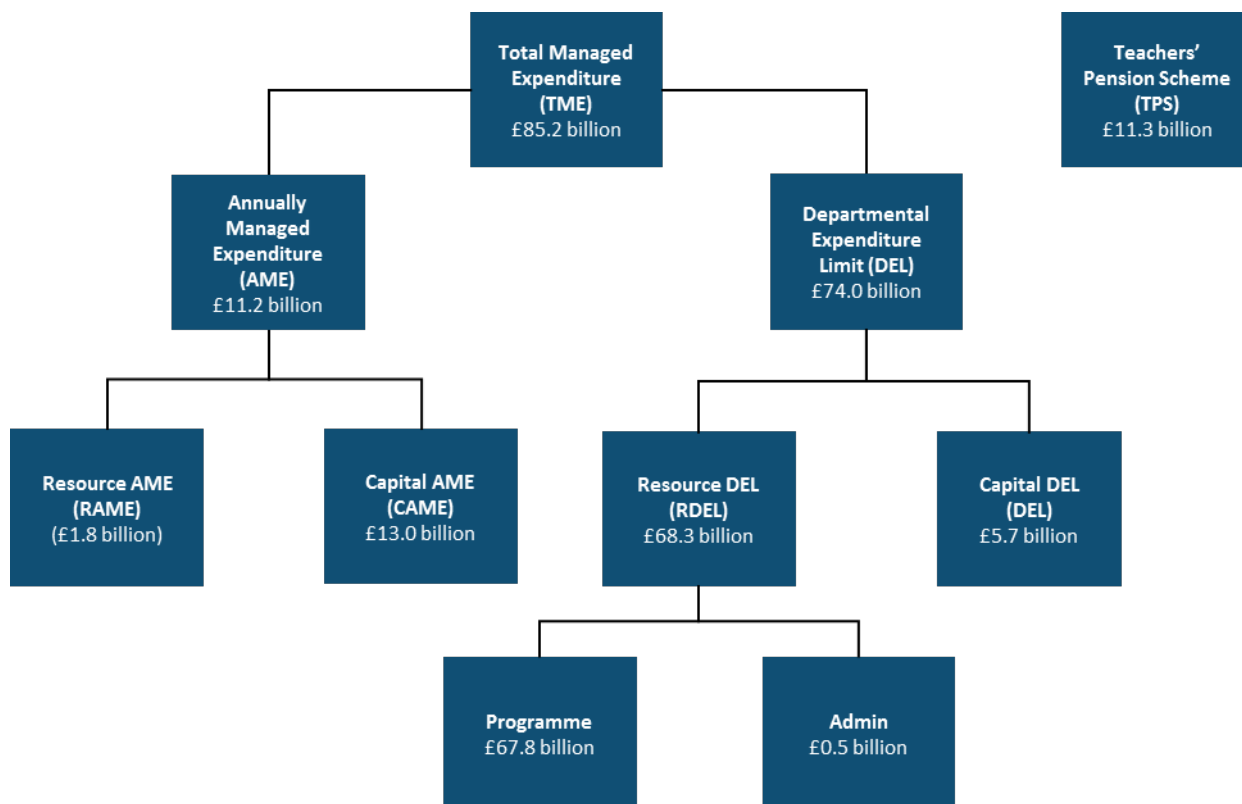 Total Managed
Expenditure
(TME)
£85.2 billion
Teachers’
Pension Scheme
(TPS)
£11.3 billion
Annually
Managed
Expenditure
(AME)
£11.2 billion
Departmental
Expenditure
Limit (DEL)
£74.0 billion
Resource AME
(RAME)
(£1.8 billion)
Capital AME
(CAME)
£13.0 billion
Resource DEL
(RDEL)
£68.3 billion
Capital DEL
(DEL)
£5.7 billion
Programme
£67.8 billion
Admin
£0.5 billion